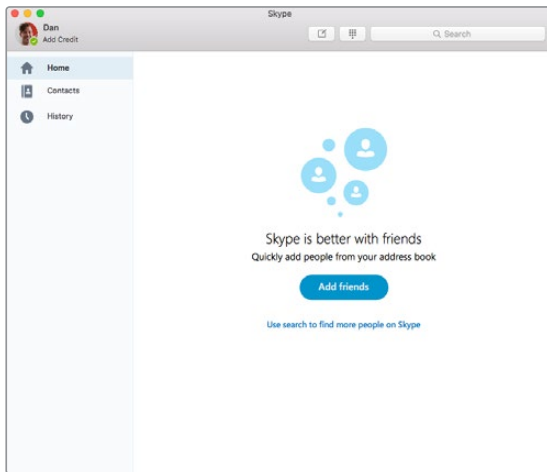 Skype
Dan
Add Credit
Search
Home
Contacts
History
Skype is better with friends
Quickly add people from your address book
Add friends
Use search to find more people on Skype